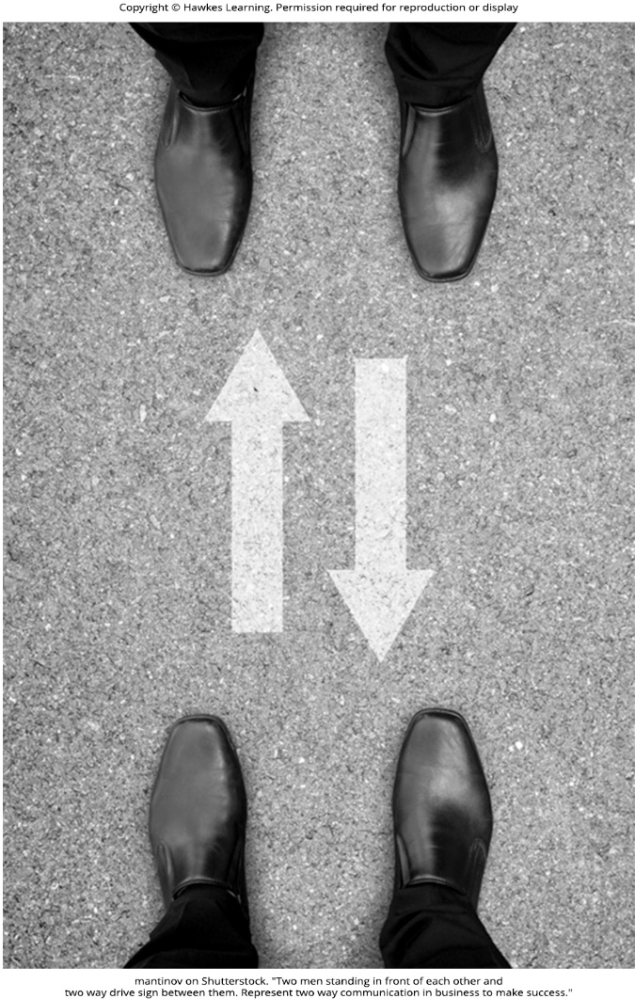 Copyright © Hawkes Learning. Permission required for reproduction or display
mantinov on Shutterstock. "Two men standing in front of each other and
two way drive sign between them. Represent two way communication in business to make success."